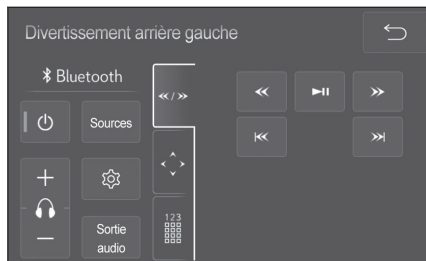 Divertissement arrière gauche
Bluetooth
Sources
Sortie
audio
123